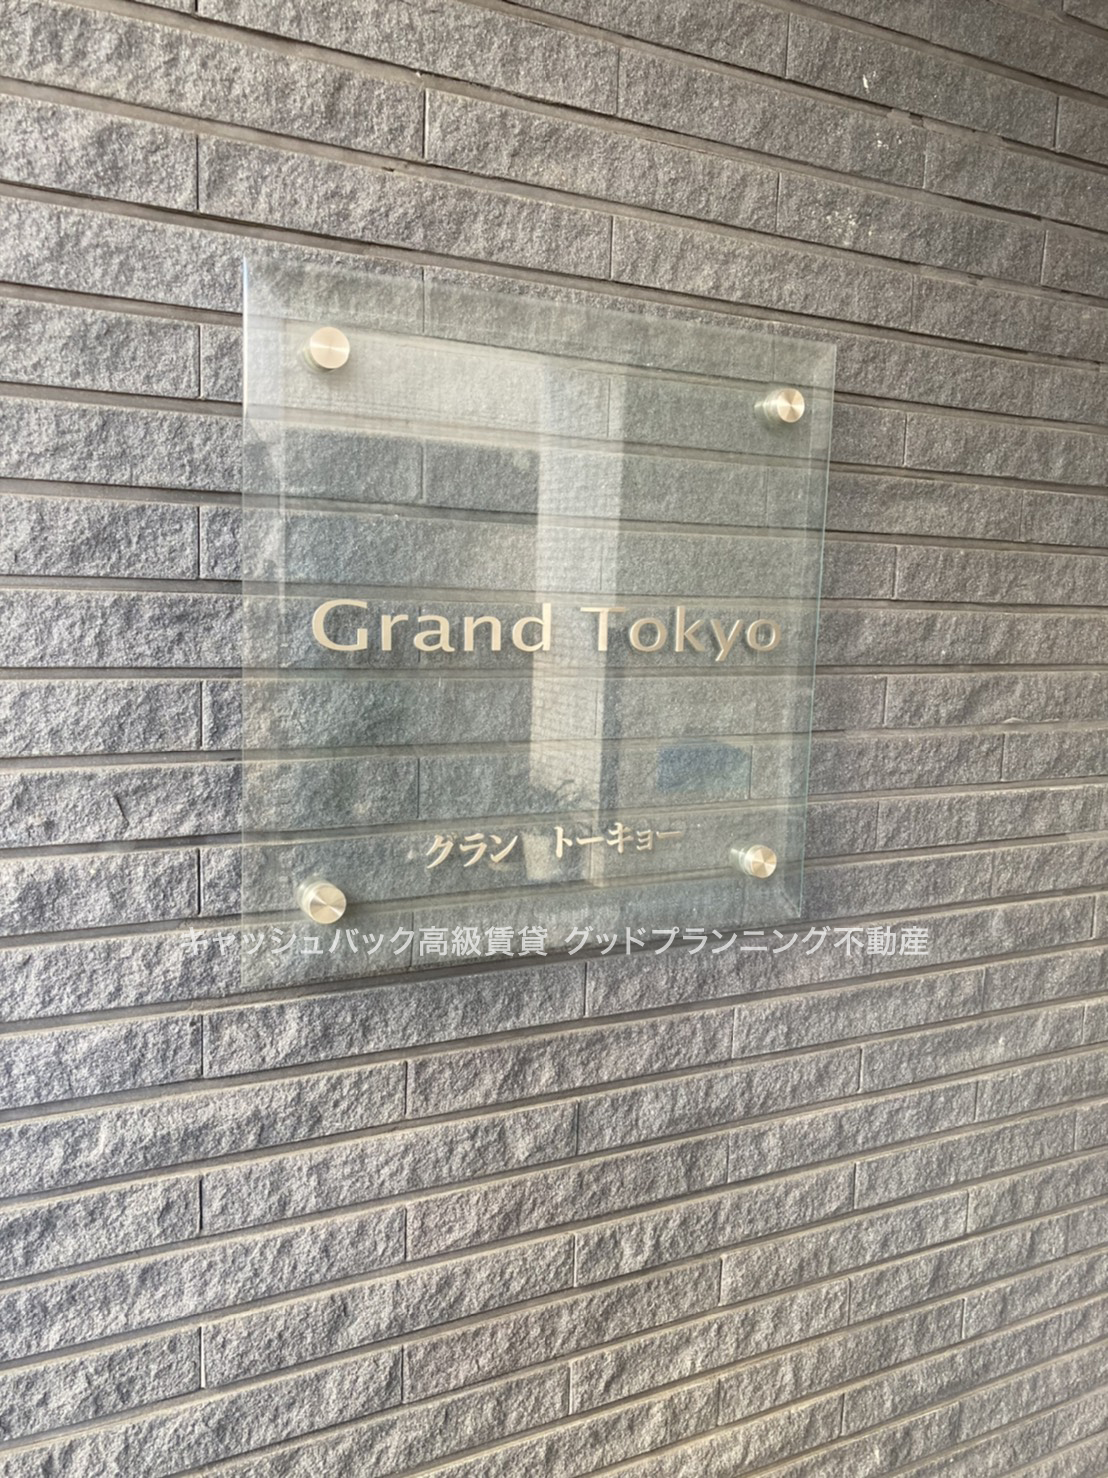 Grand Tokyo
グラン トーキョー
キャッシュバック高級賃貸 グッドプランニング不動産